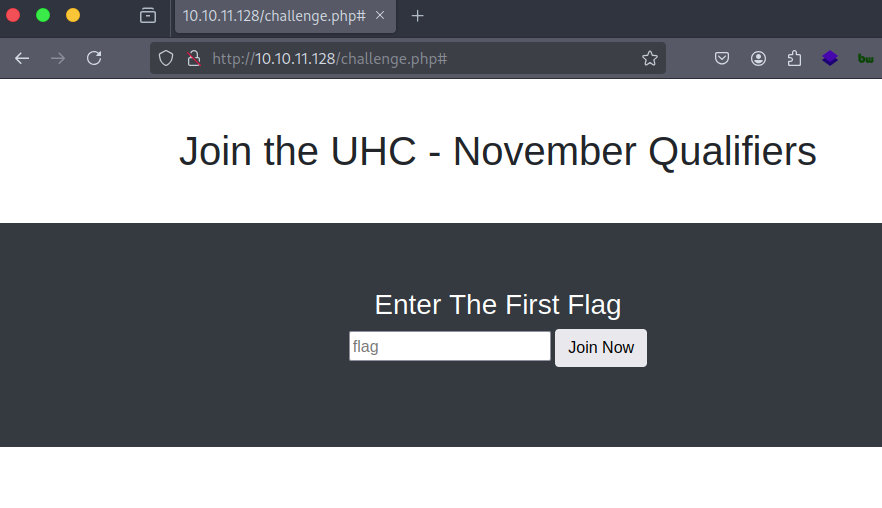 10.10.11.128/challenge.php#
http://10.10.11.128/challenge.php#
bw
Join the UHC - November Qualifiers
Enter The First Flag
flag
Join Now